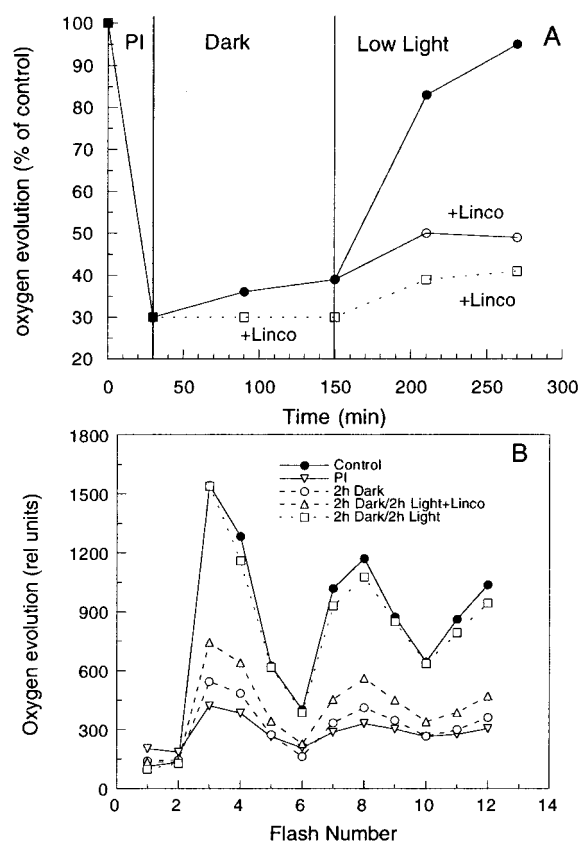 PI
Dark
Low Light
A
oxygen evolution (% of control)
100
90
80
70
60
50
40
30
20
+Linco
+Linco
+Linco
0
50
100
150
200
250
300
Time (min)
B
Oxygen evolution (rel units)
1800
1500
1200
900
600
300
0
Control
PI
2h Dark
2h Dark/2h Light+Linco
2h Dark/2h Light
0
2
4
6
8
10
12
14
Flash Number